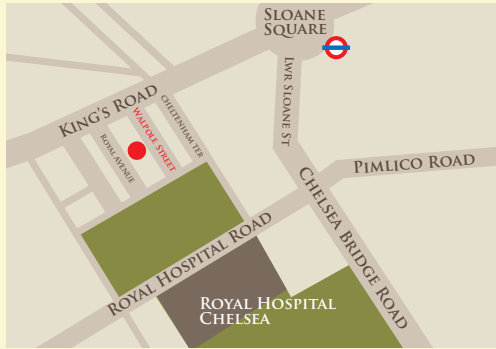 SLOANE
SQUARE
KING'S ROAD
LWR SLOANE ST
CHELTENHAM TER
WALPOLE STREET
ROYAL AVENUE
PIMLICO ROAD
CHELSEA BRIDGE ROAD
ROYAL HOSPITAL ROAD
ROYAL HOSPITAL
CHELSEA